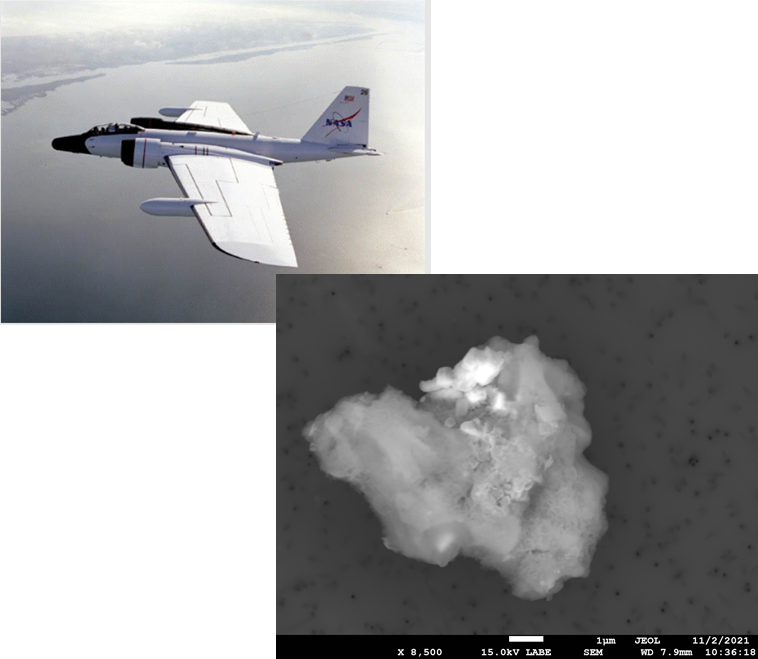 NASA
1µm JEOL 11/2/2021
X 8,500 15.0kV LABE SEM WD 7.9mm 10:36:18